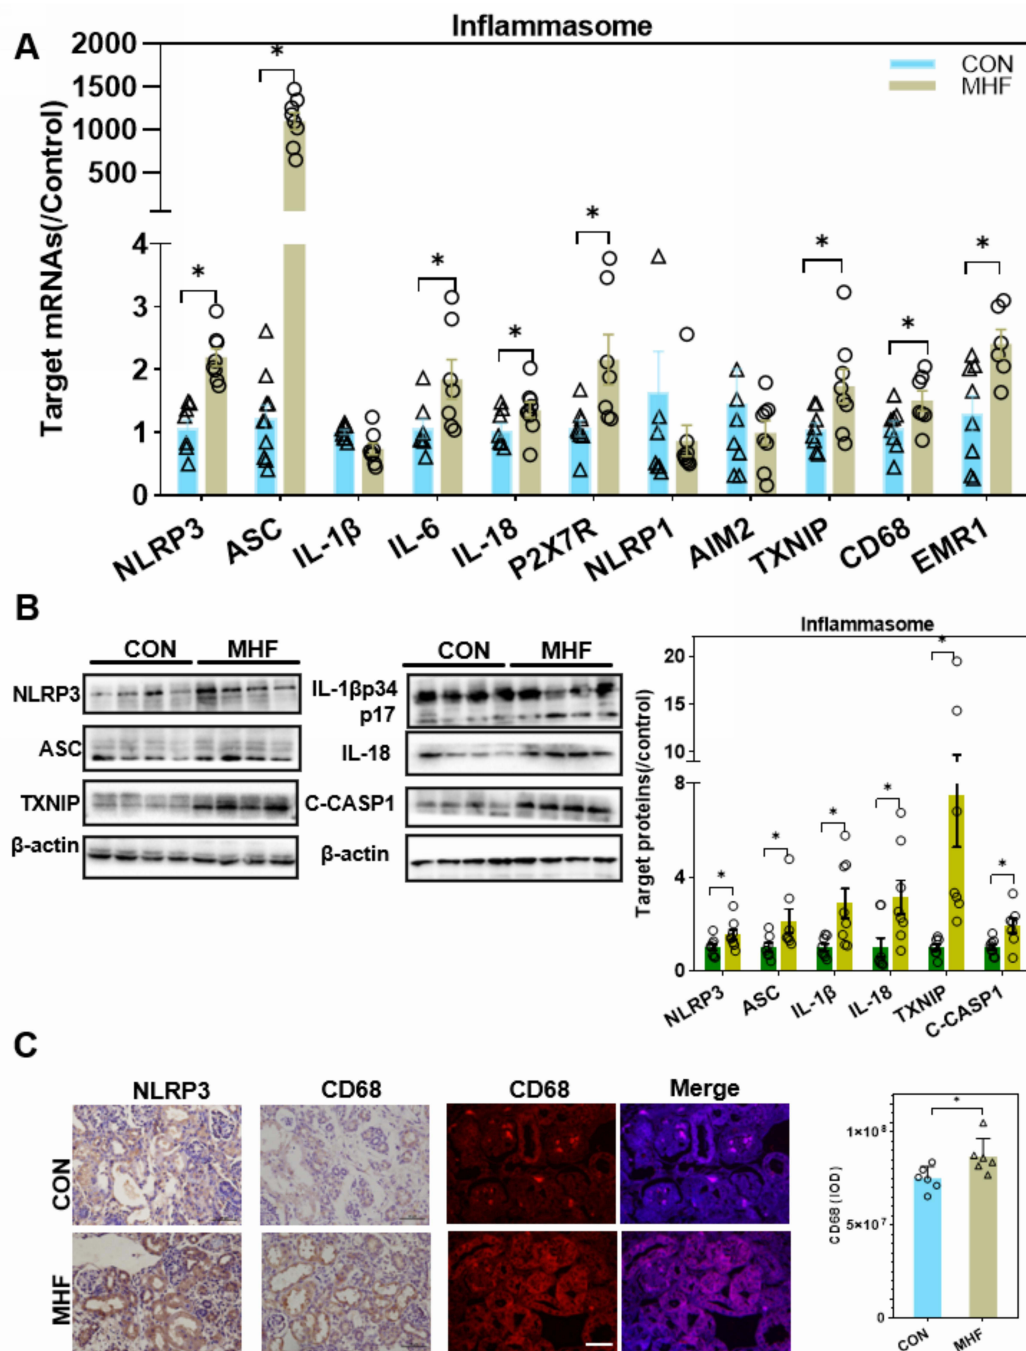 A
Inflammasome
Target mRNAs(/Control)
2000
1500
1000
500
4
3
2
1
0
CON
MHF
* * * * * * * *
NLRP3 ASC IL-1β IL-6 IL-18 P2X7R NLRP1 AIM2 TXNIP CD68 EMR1
B
CON MHF
NLRP3
ASC
TXNIP
β-actin
CON MHF
IL-1βp34
p17
IL-18
C-CASP1
β-actin
Inflammasome
Target proteins(/control)
20
15
10
8
4
0
* * * * * *
NLRP3 ASC IL-1β IL-18 TXNIP C-CASP1
C
NLRP3 CD68 CD68 Merge
CON
MHF
CD68 (IOD)
1×10⁸
5×10⁷
0
*
CON MHF